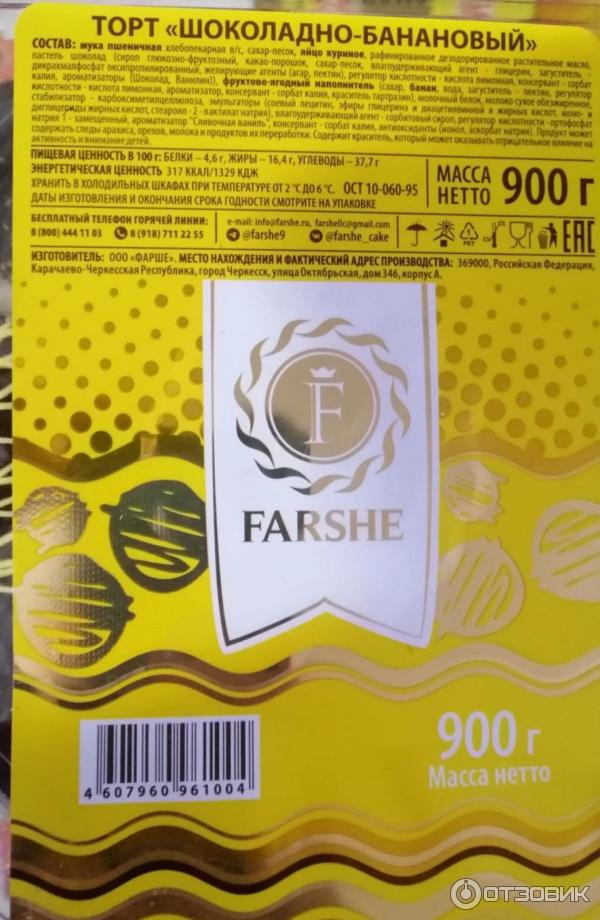 ТОРТ «ШОКОЛАДНО-БАНАНОВЫЙ»
СОСТАВ: мука пшеничная хлебопекарная в/с, сахар-песок, яйцо куриное, рафинированное дезодорированное растительное масло,
пастель шоколад (сироп глюкозно-фруктозный, какао-порошок, сахар-песок, влагоудерживающий агент - глицерин, загуститель -
дикрахмалфосфат оксипропилированный, желирующие агенты (агар, пектин), регулятор кислотности - кислота лимонная, консервант - сорбат
калия, ароматизаторы (Шоколад, Ванилин)), фруктово-ягодный наполнитель (сахар, банан, вода, загуститель - пектин, регулятор
кислотности - кислота лимонная, ароматизатор, консервант - сорбат калия, краситель тартразин), молочный белок, молоко сухое обезжиренное,
стабилизатор - карбоксиметилцеллюлоза, эмульгаторы (соевый лецитин, эфиры глицерина и диацетилвинной и жирных кислот, моно- и
диглицериды жирных кислот, стеароил - 2 - лактилат натрия), влагоудерживающий агент - сорбитовый сироп, регулятор кислотности - ортофосфат
натрия 1 - замещенный, ароматизатор "Сливочная ваниль", консервант - сорбат калия, антиоксиданты (ионол, аскорбат натрия). Продукт может
содержать следы арахиса, орехов, молока и продуктов их переработки. Содержит краситель, который может оказывать отрицательное влияние на
активность и внимание детей.
ПИЩЕВАЯ ЦЕННОСТЬ В 100 г: БЕЛКИ – 4,6 г, ЖИРЫ – 16,4 г, УГЛЕВОДЫ – 37,7 г
ЭНЕРГЕТИЧЕСКАЯ ЦЕННОСТЬ 317 ККАЛ/1329 КДЖ
ХРАНИТЬ В ХОЛОДИЛЬНЫХ ШКАФАХ ПРИ ТЕМПЕРАТУРЕ ОТ 2 °С ДО 6 °С. ОСТ 10-060-95
ДАТЫ ИЗГОТОВЛЕНИЯ И ОКОНЧАНИЯ СРОКА ГОДНОСТИ СМОТРЕТЬ НА УПАКОВКЕ
МАССА НЕТТО 900 г
БЕСПЛАТНЫЙ ТЕЛЕФОН ГОРЯЧЕЙ ЛИНИИ:
8 (800) 444 11 03 8 (918) 711 22 55
e-mail: info@farshe.ru, farshellc@gmail.com
@farshe9 @farshe_cake
PET
EAC
ИЗГОТОВИТЕЛЬ: ООО «ФАРШЕ». МЕСТО НАХОЖДЕНИЯ И ФАКТИЧЕСКИЙ АДРЕС ПРОИЗВОДСТВА: 369000, Российская Федерация,
Карачаево-Черкесская Республика, город Черкесск, улица Октябрьская, дом 346, корпус А.
F
FARSHE
900 г
Масса нетто
4 607960 961004
ОТЗОВИК